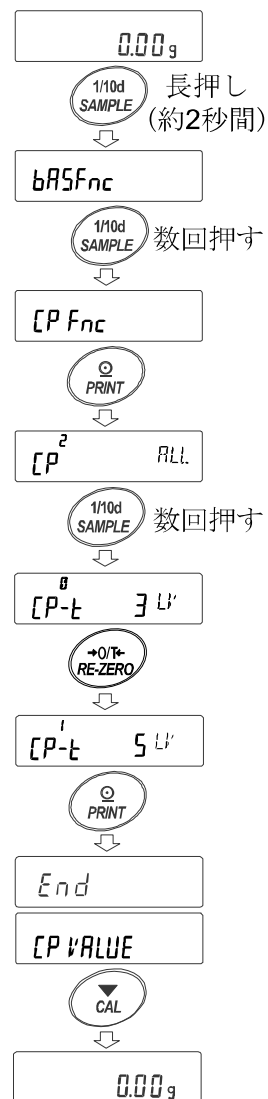 0.00 g
1/10d
SAMPLE
長押し
(約2秒間)
bASFnc
1/10d
SAMPLE
数回押す
CP Fnc
PRINT
2
CP ALL.
1/10d
SAMPLE
数回押す
0
CP-t 3 LV
→0/T←
RE-ZERO
1
CP-t 5 LV
PRINT
End
CP VALUE
CAL
0.00 g